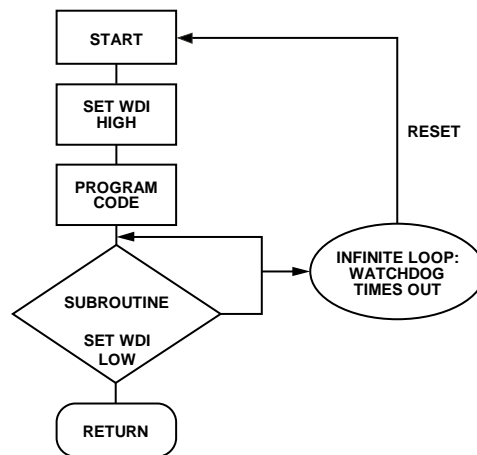 START
SET WDI
HIGH
RESET
PROGRAM
CODE
INFINITE LOOP:
WATCHDOG
TIMES OUT
SUBROUTINE
SET WDI
LOW
RETURN